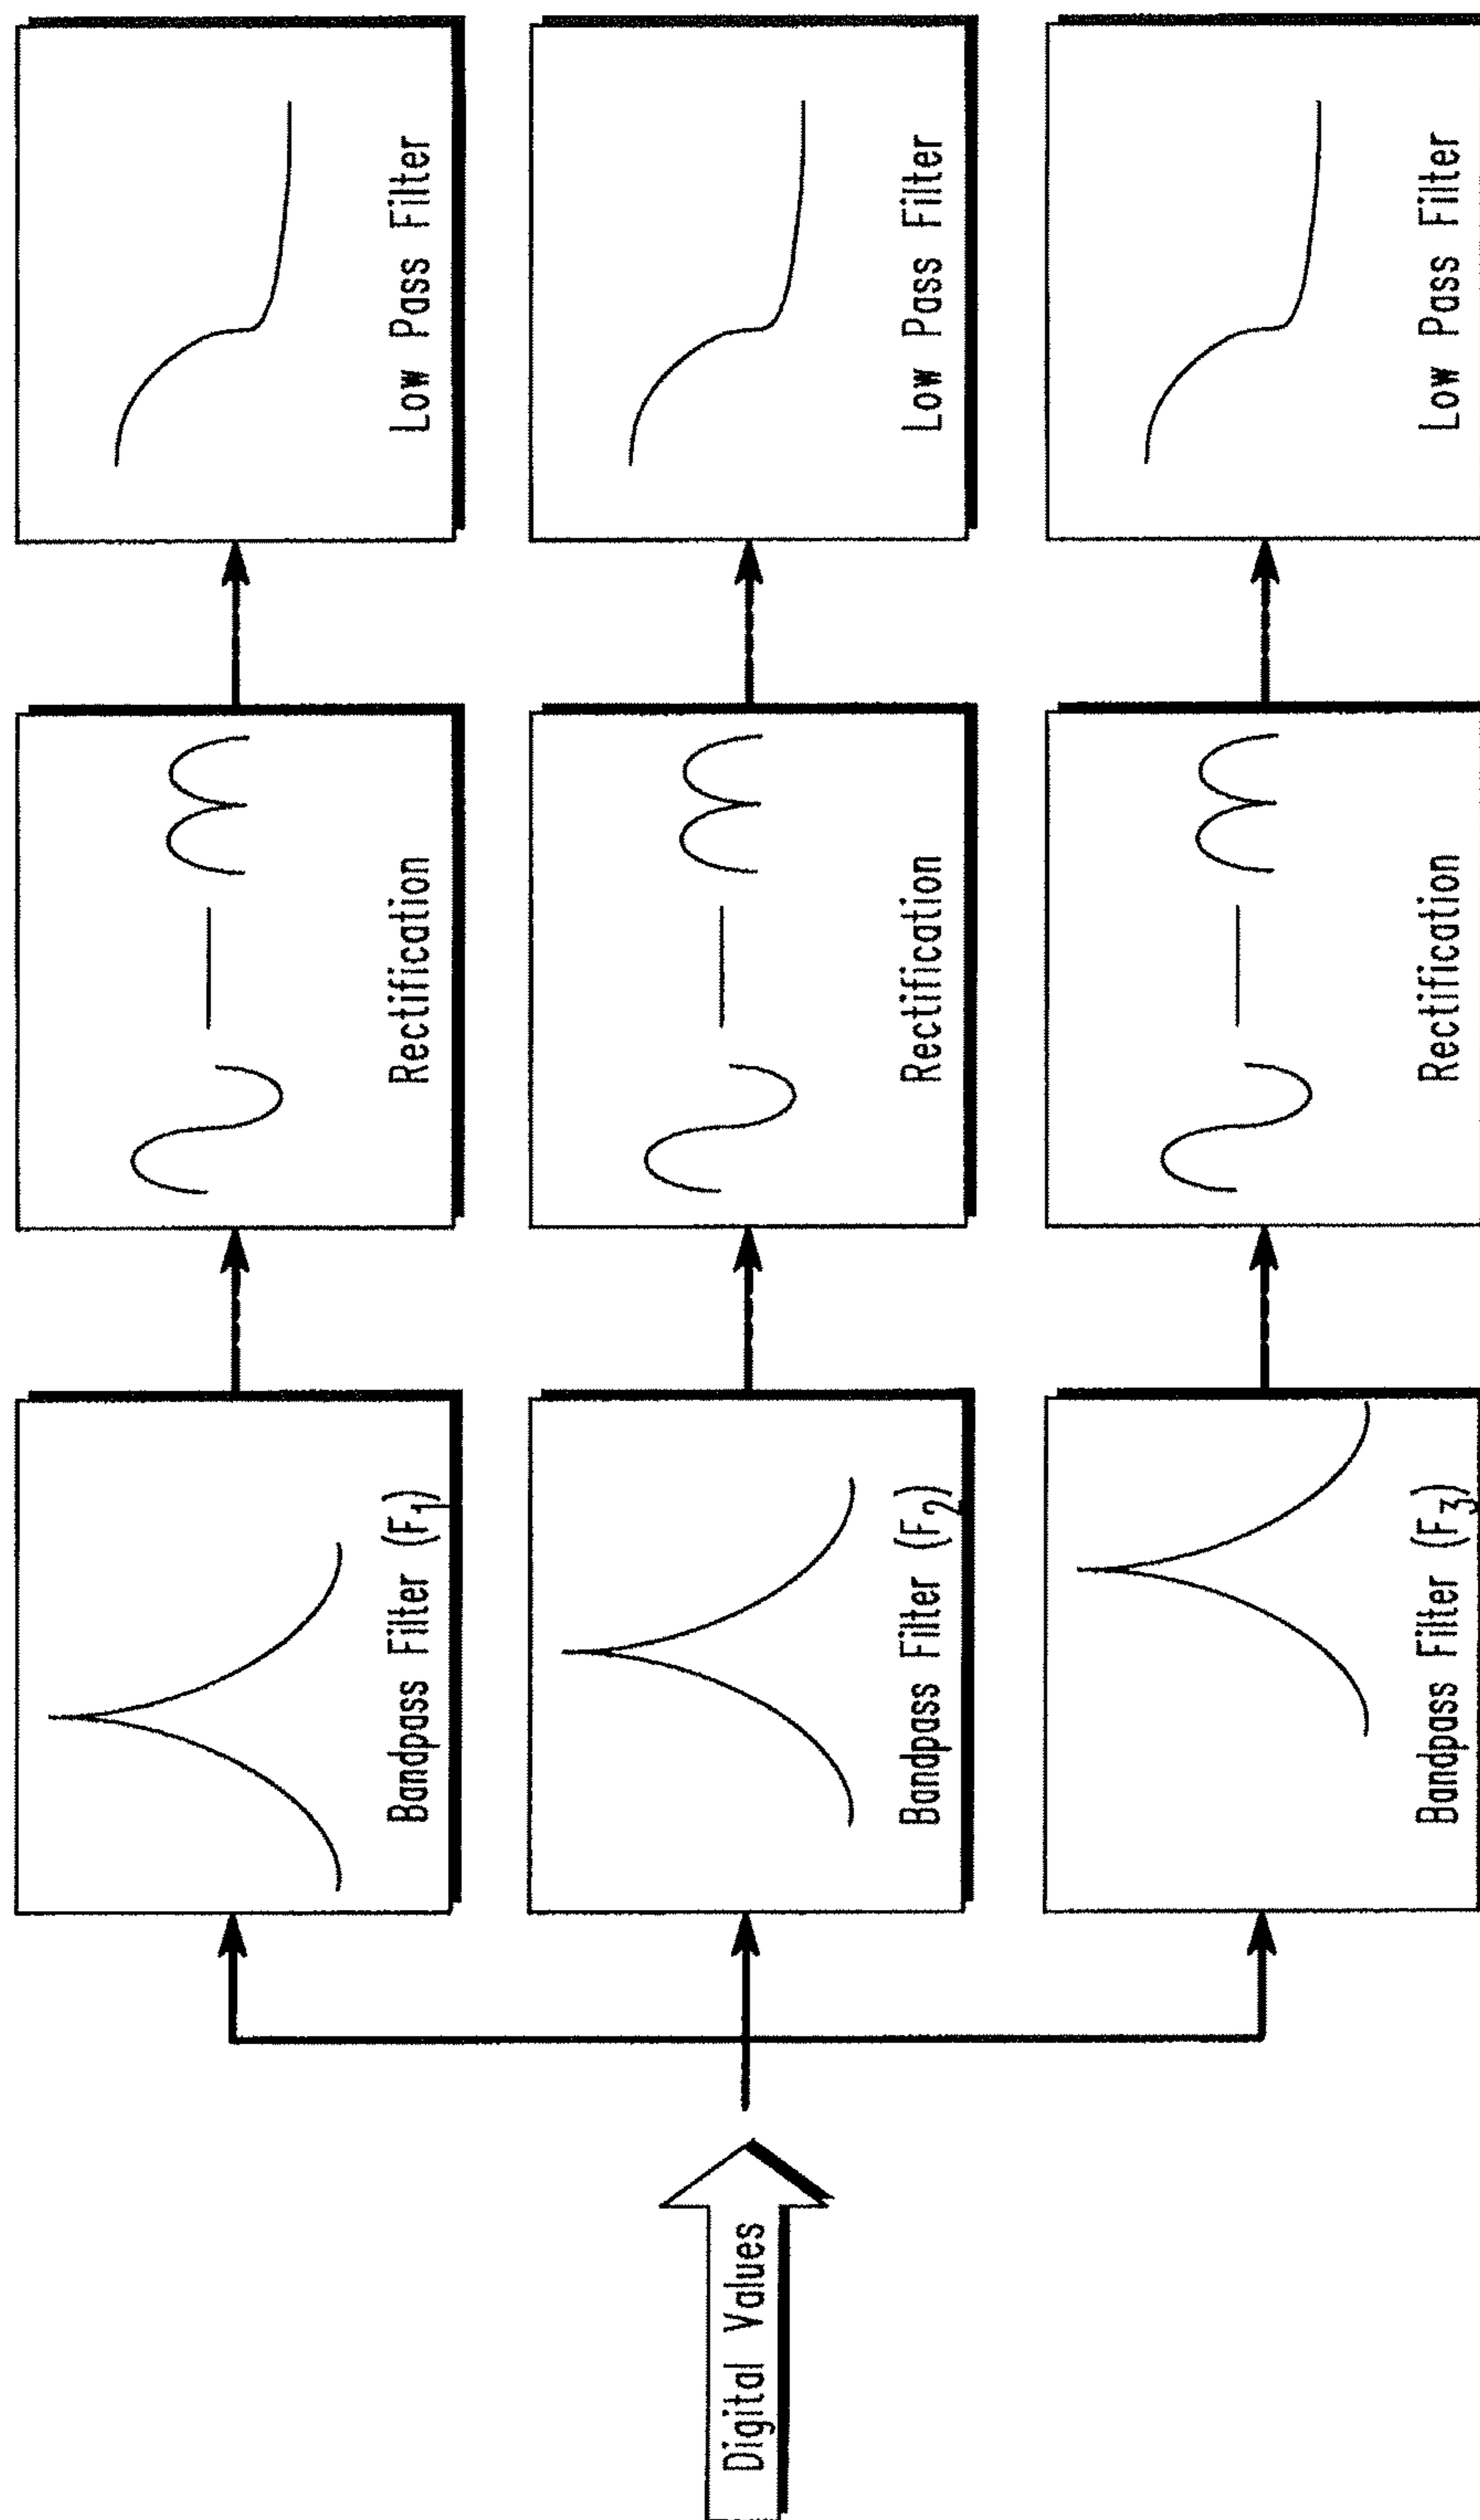 Digital Values
Bandpass Filter (F₁)
Rectification
Low Pass Filter
Bandpass Filter (F₂)
Rectification
Low Pass Filter
Bandpass Filter (F₃)
Rectification
Low Pass Filter